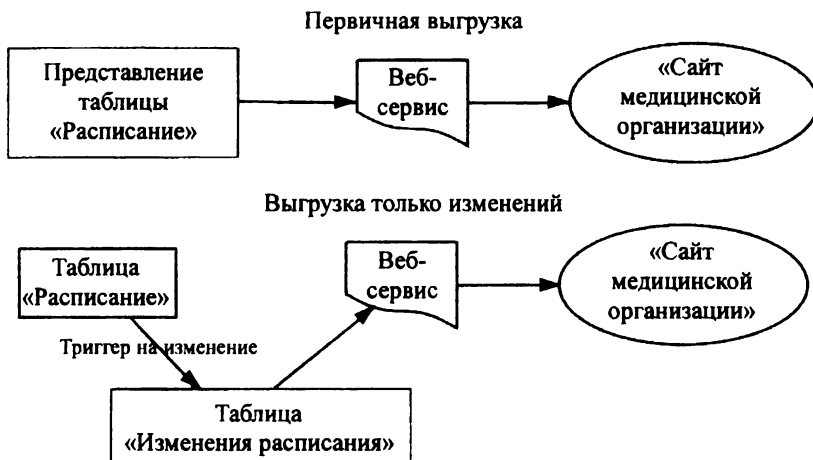 Первичная выгрузка
Представление
таблицы
«Расписание»
Веб-
сервис
«Сайт
медицинской
организации»
Выгрузка только изменений
Таблица
«Расписание»
Триггер на изменение
Таблица
«Изменения расписания»
Веб-
сервис
«Сайт
медицинской
организации»